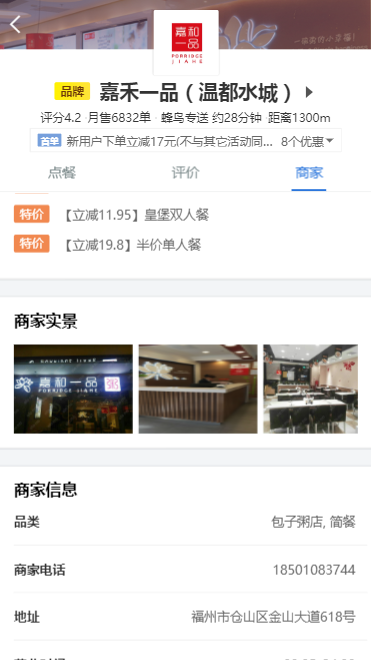 嘉和
一品
PORRIDGE
JIAHE
品牌 嘉禾一品（温都水城）
评分4.2 月售6832单 · 蜂鸟专送 约28分钟 距离1300m
首单 新用户下单立减17元(不与其它活动同... 8个优惠
点餐 评价 商家
特价 【立减11.95】皇堡双人餐
特价 【立减19.8】半价单人餐
商家实景
嘉和一品 粥
PORRIDGE JIAHE
商家信息
品类 包子粥店, 简餐
商家电话 18501083744
地址 福州市仓山区金山大道618号